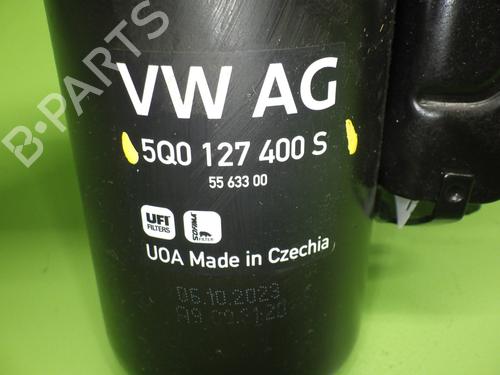 VW AG
5Q0 127 400 S
55 633 00
UFI FILTERS SOFIMA FILTER
UOA Made in Czechia
06.10.2023
B-PARTS